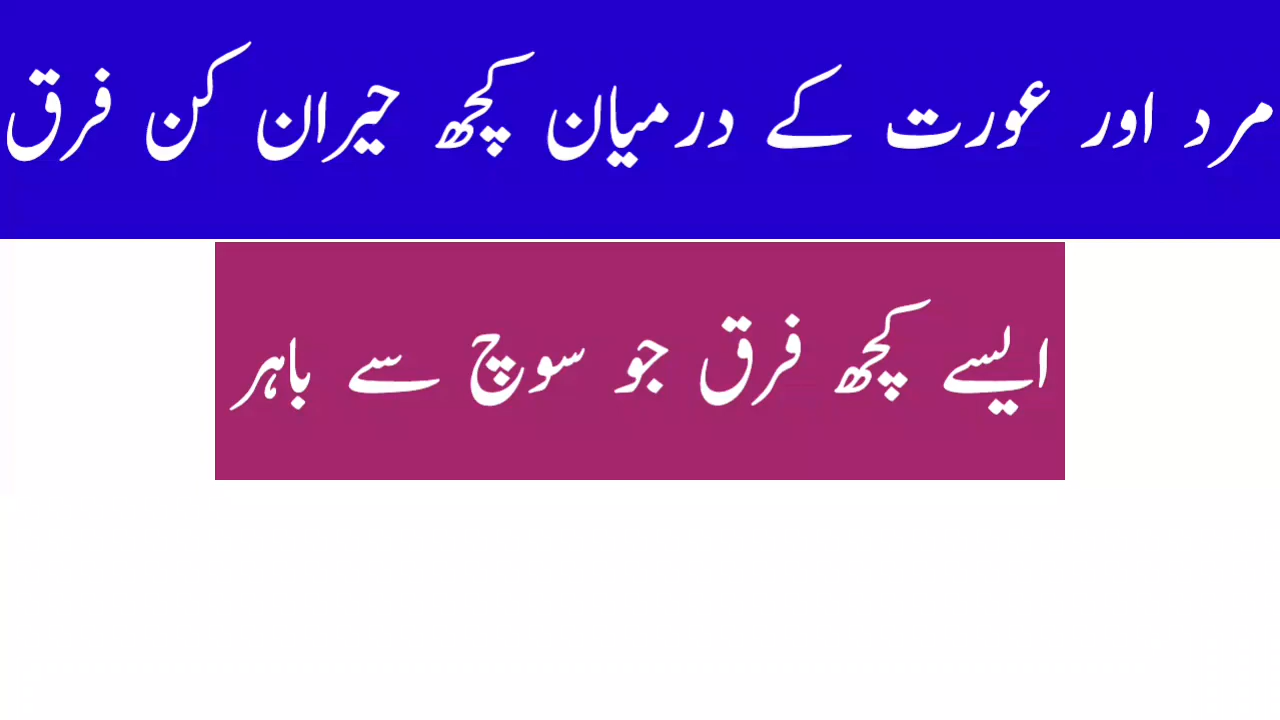 مرد اور عورت کے درمیان کچھ حیران کن فرق
ایسے کچھ فرق جو سوچ سے باہر